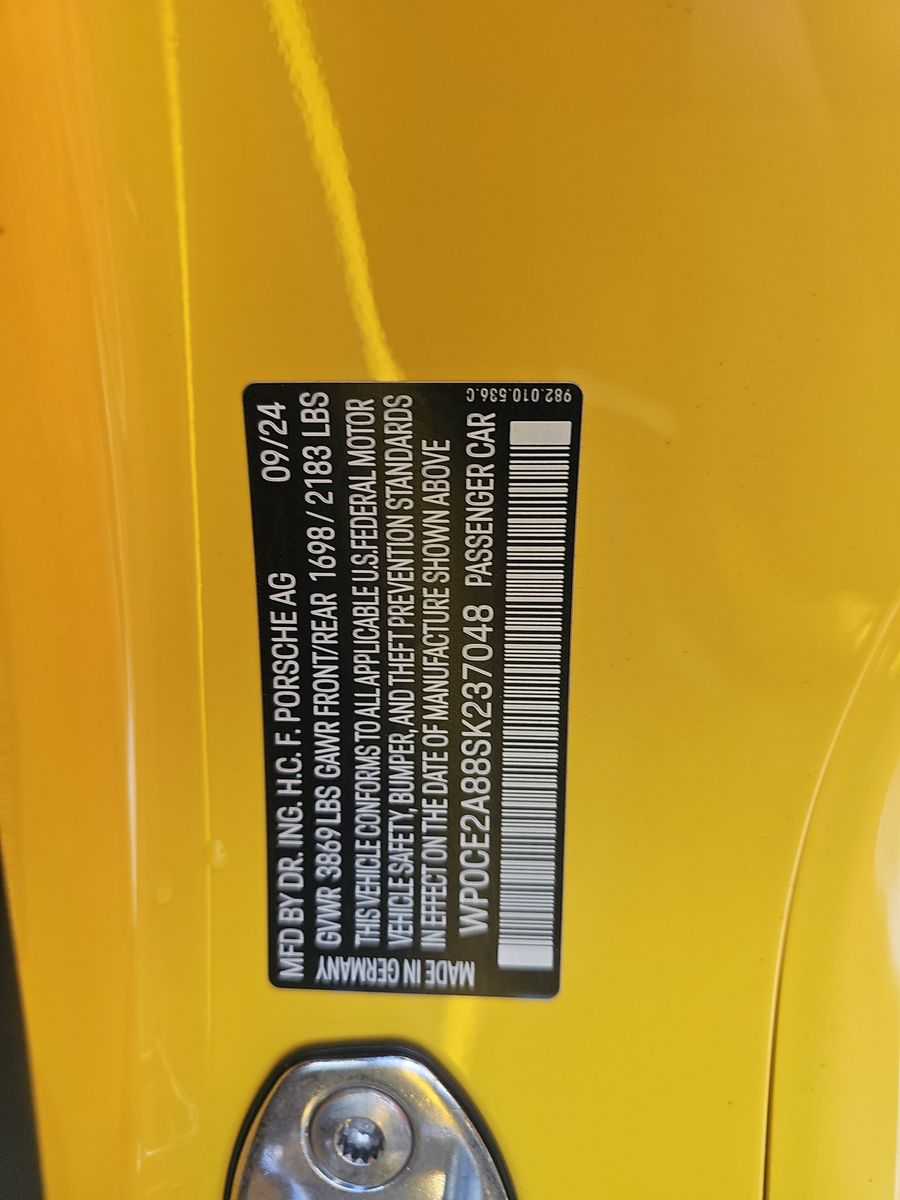 MFD BY DR. ING. H.C. F. PORSCHE AG 09/24
GVWR 3869 LBS GAWR FRONT/REAR 1698 / 2183 LBS
THIS VEHICLE CONFORMS TO ALL APPLICABLE U.S.FEDERAL MOTOR
VEHICLE SAFETY, BUMPER, AND THEFT PREVENTION STANDARDS
IN EFFECT ON THE DATE OF MANUFACTURE SHOWN ABOVE
WP0CE2A88SK237048 PASSENGER CAR
MADE IN GERMANY
982.010.536.C